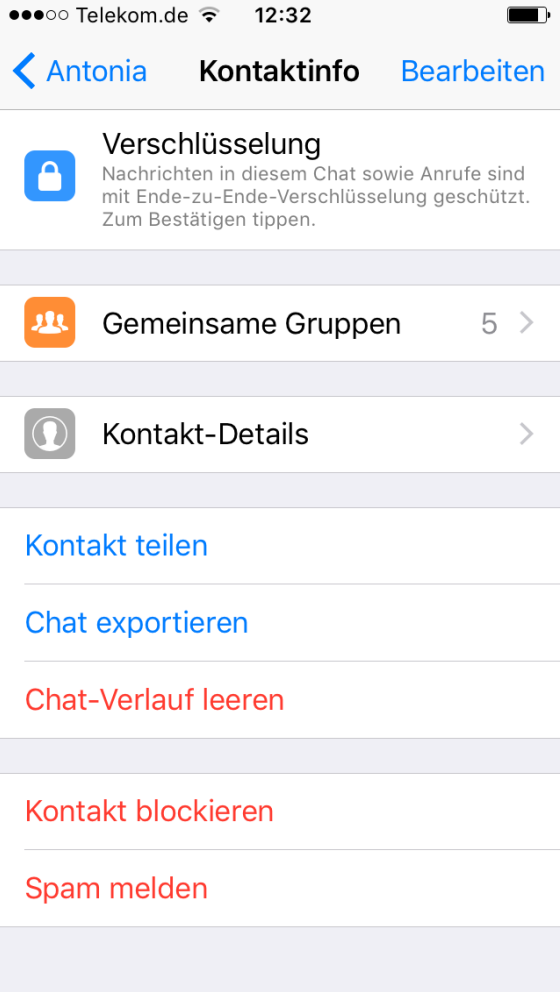 Telekom.de 12:32
Antonia Kontaktinfo Bearbeiten
Verschlüsselung
Nachrichten in diesem Chat sowie Anrufe sind
mit Ende-zu-Ende-Verschlüsselung geschützt.
Zum Bestätigen tippen.
Gemeinsame Gruppen 5
Kontakt-Details
Kontakt teilen
Chat exportieren
Chat-Verlauf leeren
Kontakt blockieren
Spam melden